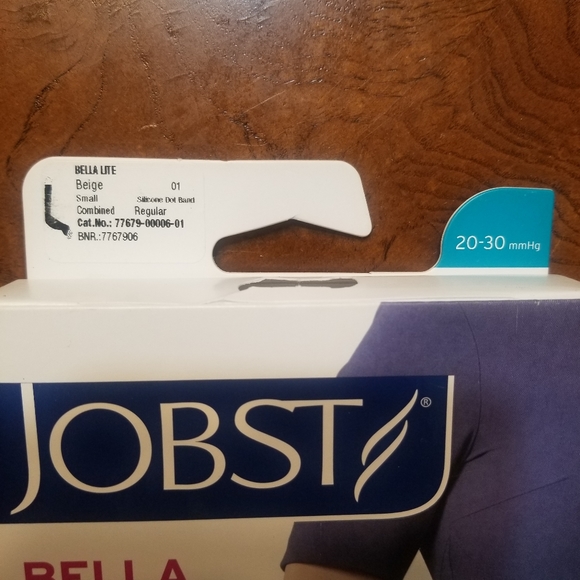 BELLA LITE
Beige 01
Small Silicone Dot Band
Combined Regular
Cat.No.: 77679-00006-01
BNR.:7767906
20-30 mmHg
JOBST®
BELLA